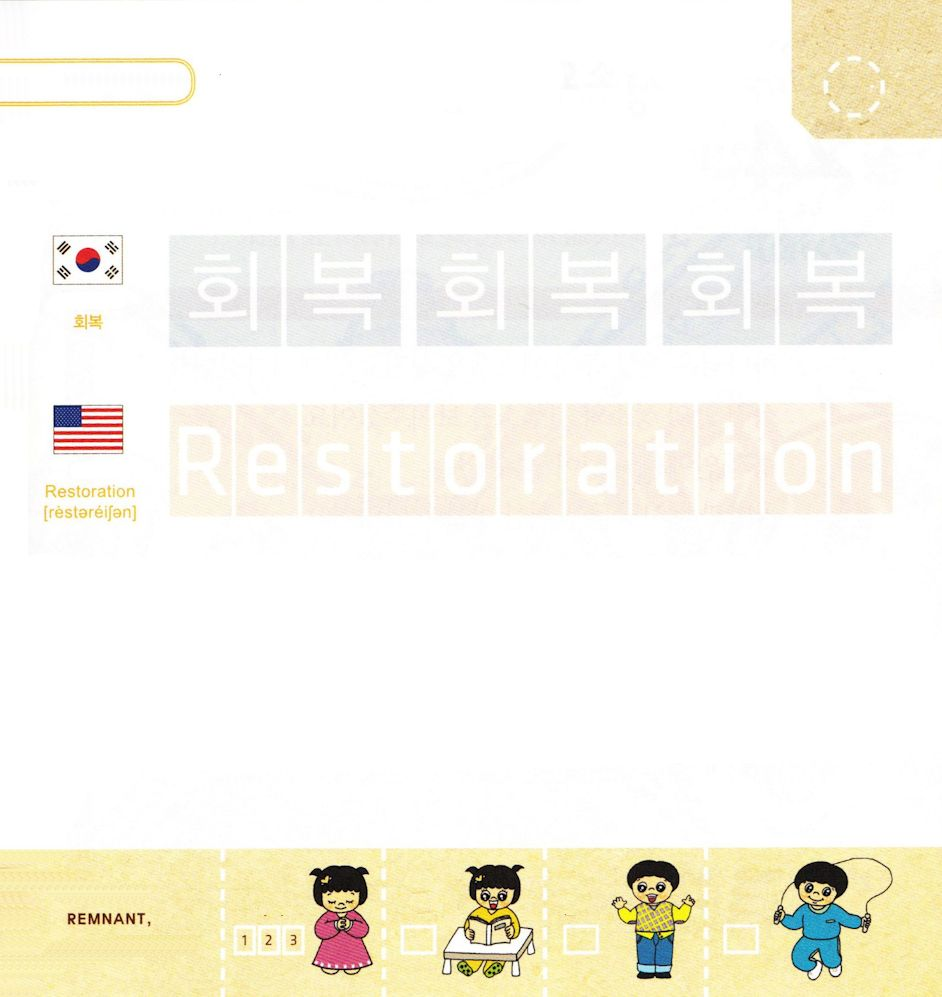 회복
회복 회복 회복
Restoration
[rèstəréiʃən]
Restoration
REMNANT,
1 2 3